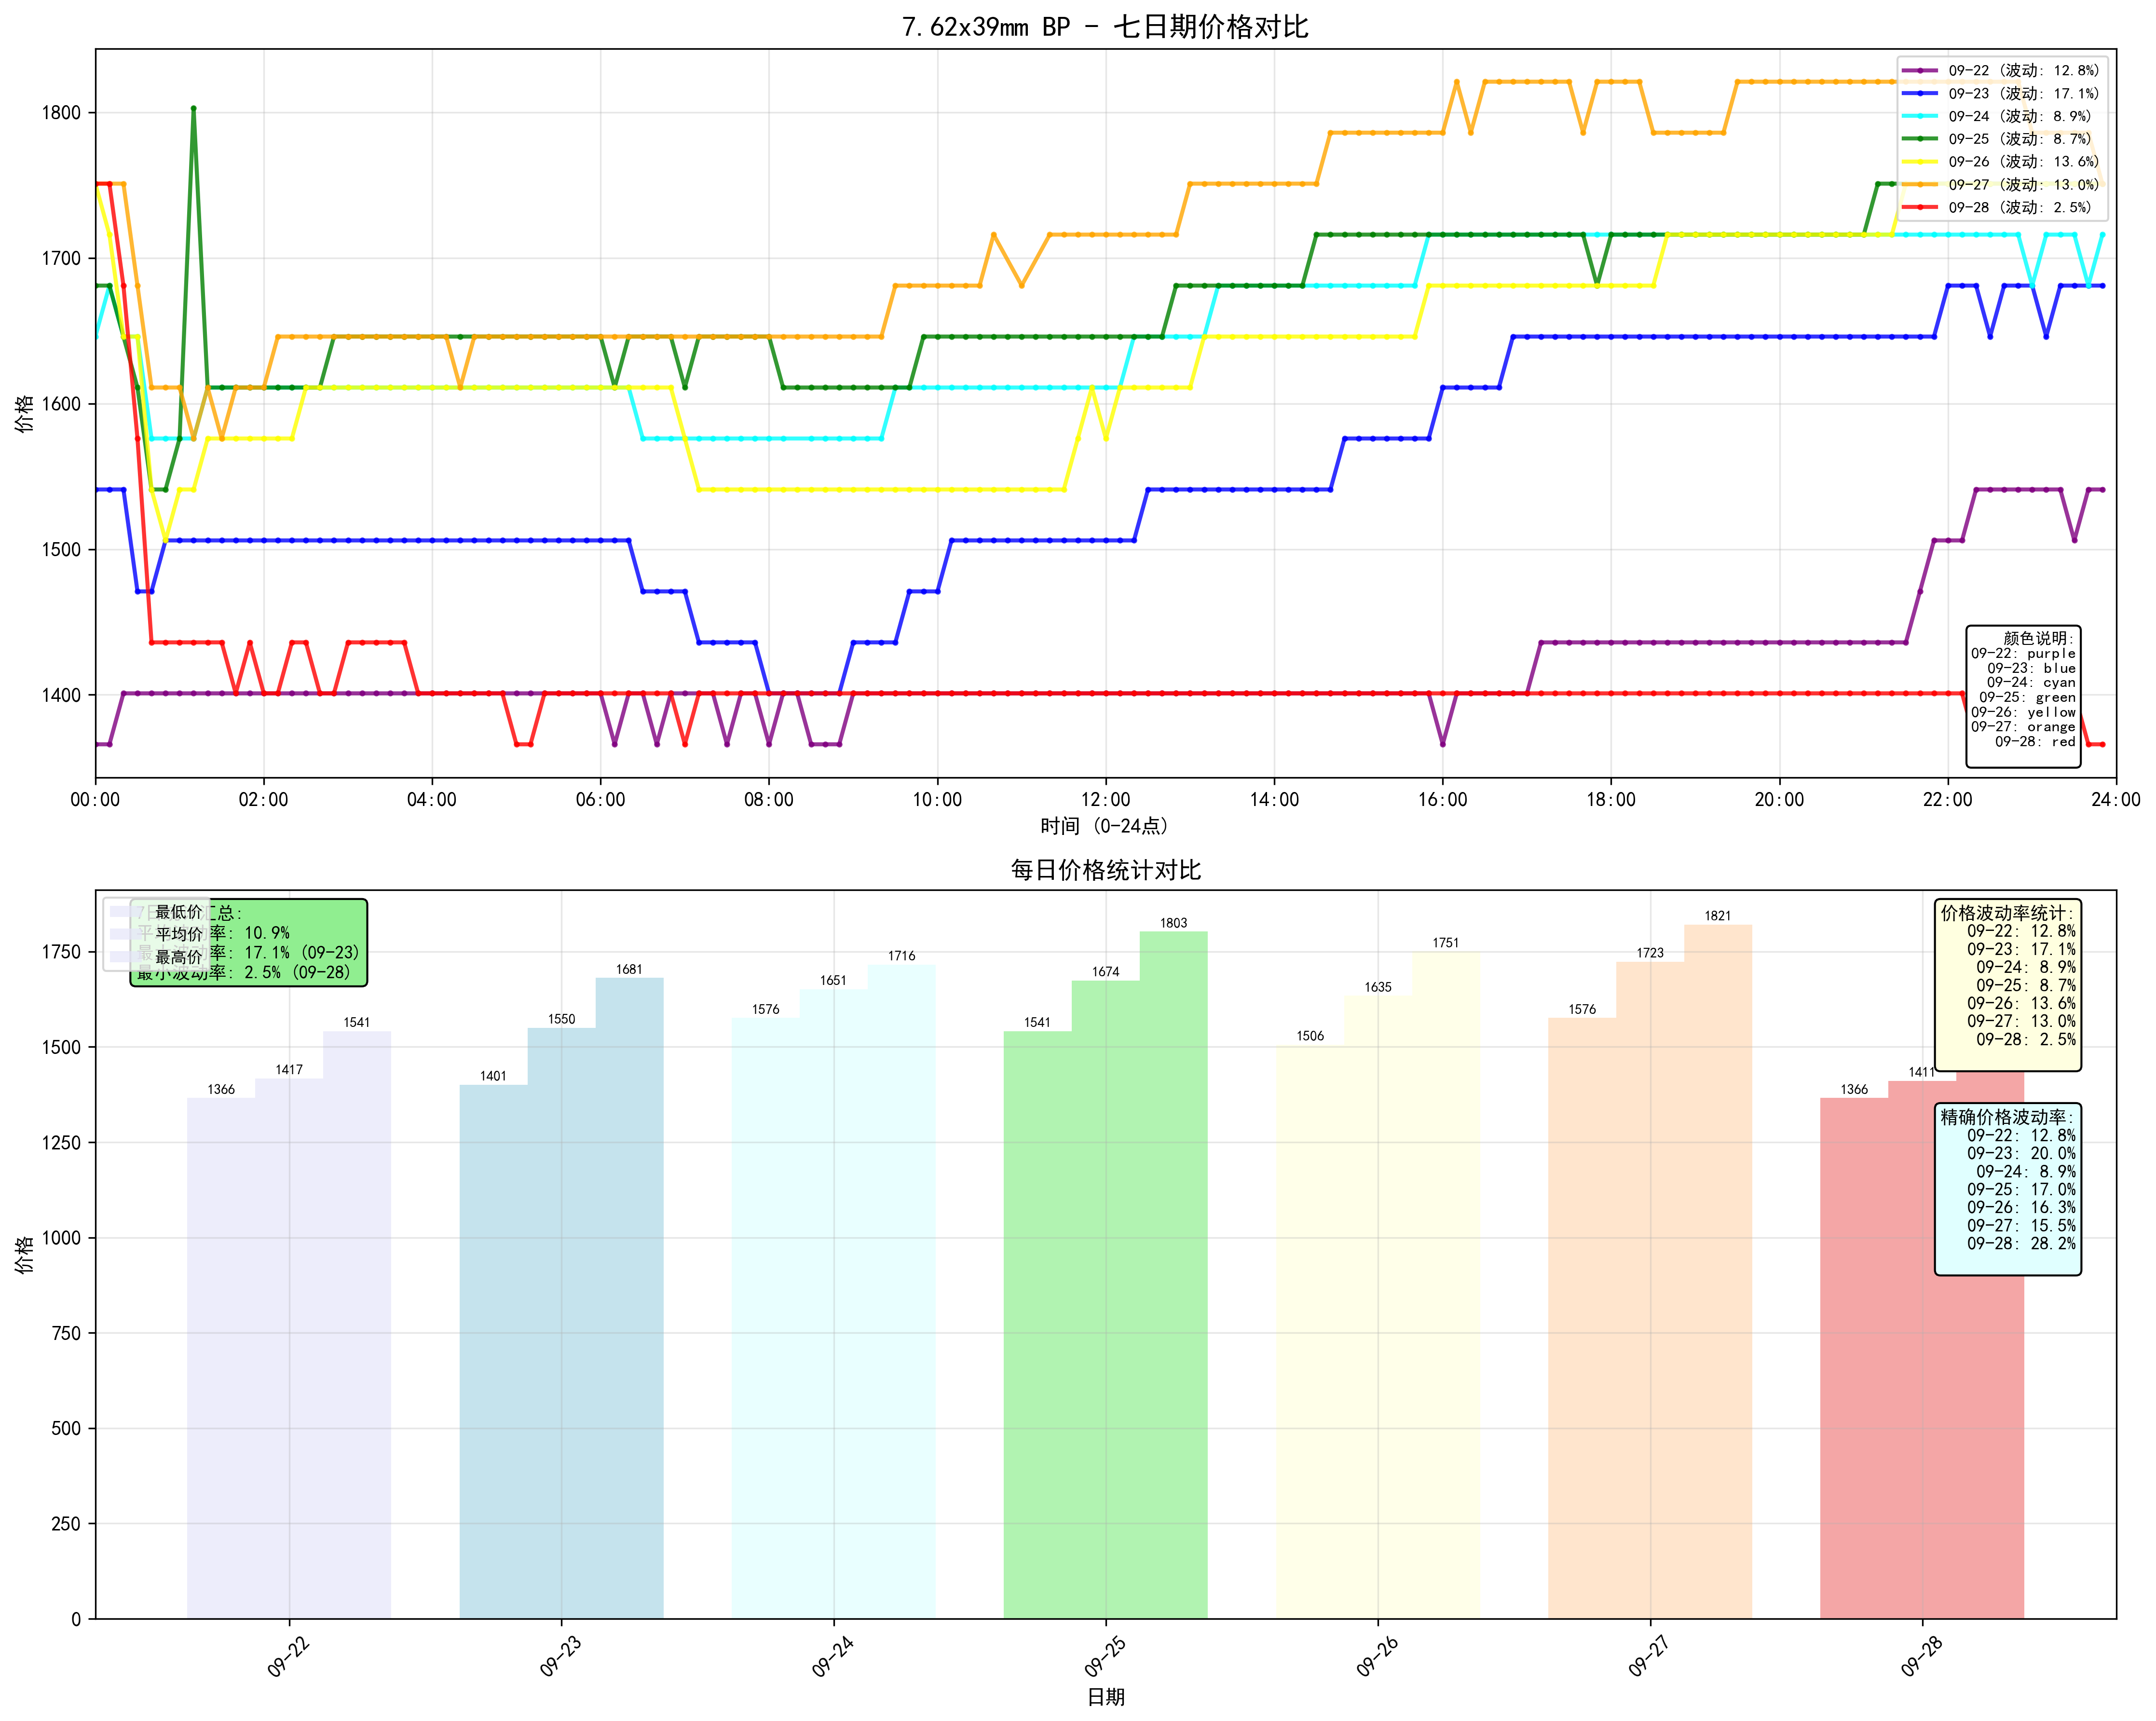 7.62x39mm BP - 七日期价格对比
09-22 (波动: 12.8%)
09-23 (波动: 17.1%)
09-24 (波动: 8.9%)
09-25 (波动: 8.7%)
09-26 (波动: 13.6%)
09-27 (波动: 13.0%)
09-28 (波动: 2.5%)
1800
1700
1600
1500
1400
价格
颜色说明:
09-22: purple
09-23: blue
09-24: cyan
09-25: green
09-26: yellow
09-27: orange
09-28: red
00:00 02:00 04:00 06:00 08:00 10:00 12:00 14:00 16:00 18:00 20:00 22:00 24:00
时间 (0-24点)
每日价格统计对比
最低价
平均价
最高价
汇总:
率: 10.9%
率: 17.1% (09-23)
最小波动率: 2.5% (09-28)
1750
1500
1250
1000
750
500
250
0
价格
1366 1417 1541
1401 1550 1681
1576 1651 1716
1541 1674 1803
1506 1635 1751
1576 1723 1821
1366 1411
价格波动率统计:
09-22: 12.8%
09-23: 17.1%
09-24: 8.9%
09-25: 8.7%
09-26: 13.6%
09-27: 13.0%
09-28: 2.5%
精确价格波动率:
09-22: 12.8%
09-23: 20.0%
09-24: 8.9%
09-25: 17.0%
09-26: 16.3%
09-27: 15.5%
09-28: 28.2%
09-22 09-23 09-24 09-25 09-26 09-27 09-28
日期